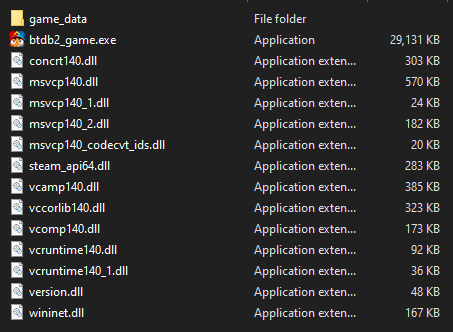 game_data File folder
btdb2_game.exe Application 29,131 KB
concrt140.dll Application exten... 303 KB
msvcp140.dll Application exten... 570 KB
msvcp140_1.dll Application exten... 24 KB
msvcp140_2.dll Application exten... 182 KB
msvcp140_codecvt_ids.dll Application exten... 20 KB
steam_api64.dll Application exten... 283 KB
vcamp140.dll Application exten... 385 KB
vccorlib140.dll Application exten... 323 KB
vcomp140.dll Application exten... 173 KB
vcruntime140.dll Application exten... 92 KB
vcruntime140_1.dll Application exten... 36 KB
version.dll Application exten... 48 KB
wininet.dll Application exten... 167 KB